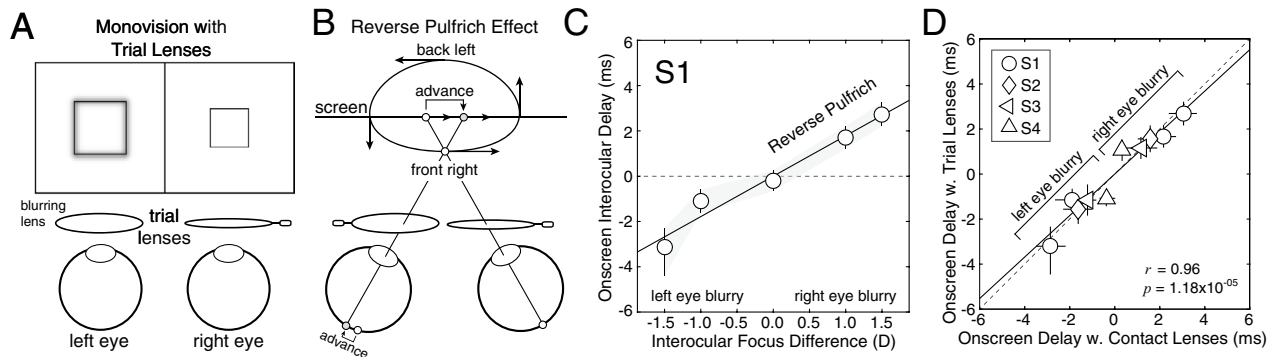 A
Monovision with
Trial Lenses
blurring
lens
trial
lenses
left eye
right eye
B
Reverse Pulfrich Effect
back left
advance
screen
front right
advance
C
S1
Reverse Pulfrich
left eye blurry
right eye blurry
Onscreen Interocular Delay (ms)
6
4
2
0
-2
-4
-6
-1.5 -1.0 -0.5 0.0 0.5 1.0 1.5
Interocular Focus Difference (D)
D
S1
S2
S3
S4
right eye blurry
left eye blurry
r = 0.96
p = 1.18x10-05
Onscreen Delay w. Trial Lenses (ms)
6
4
2
0
-2
-4
-6
-6 -4 -2 0 2 4 6
Onscreen Delay w. Contact Lenses (ms)